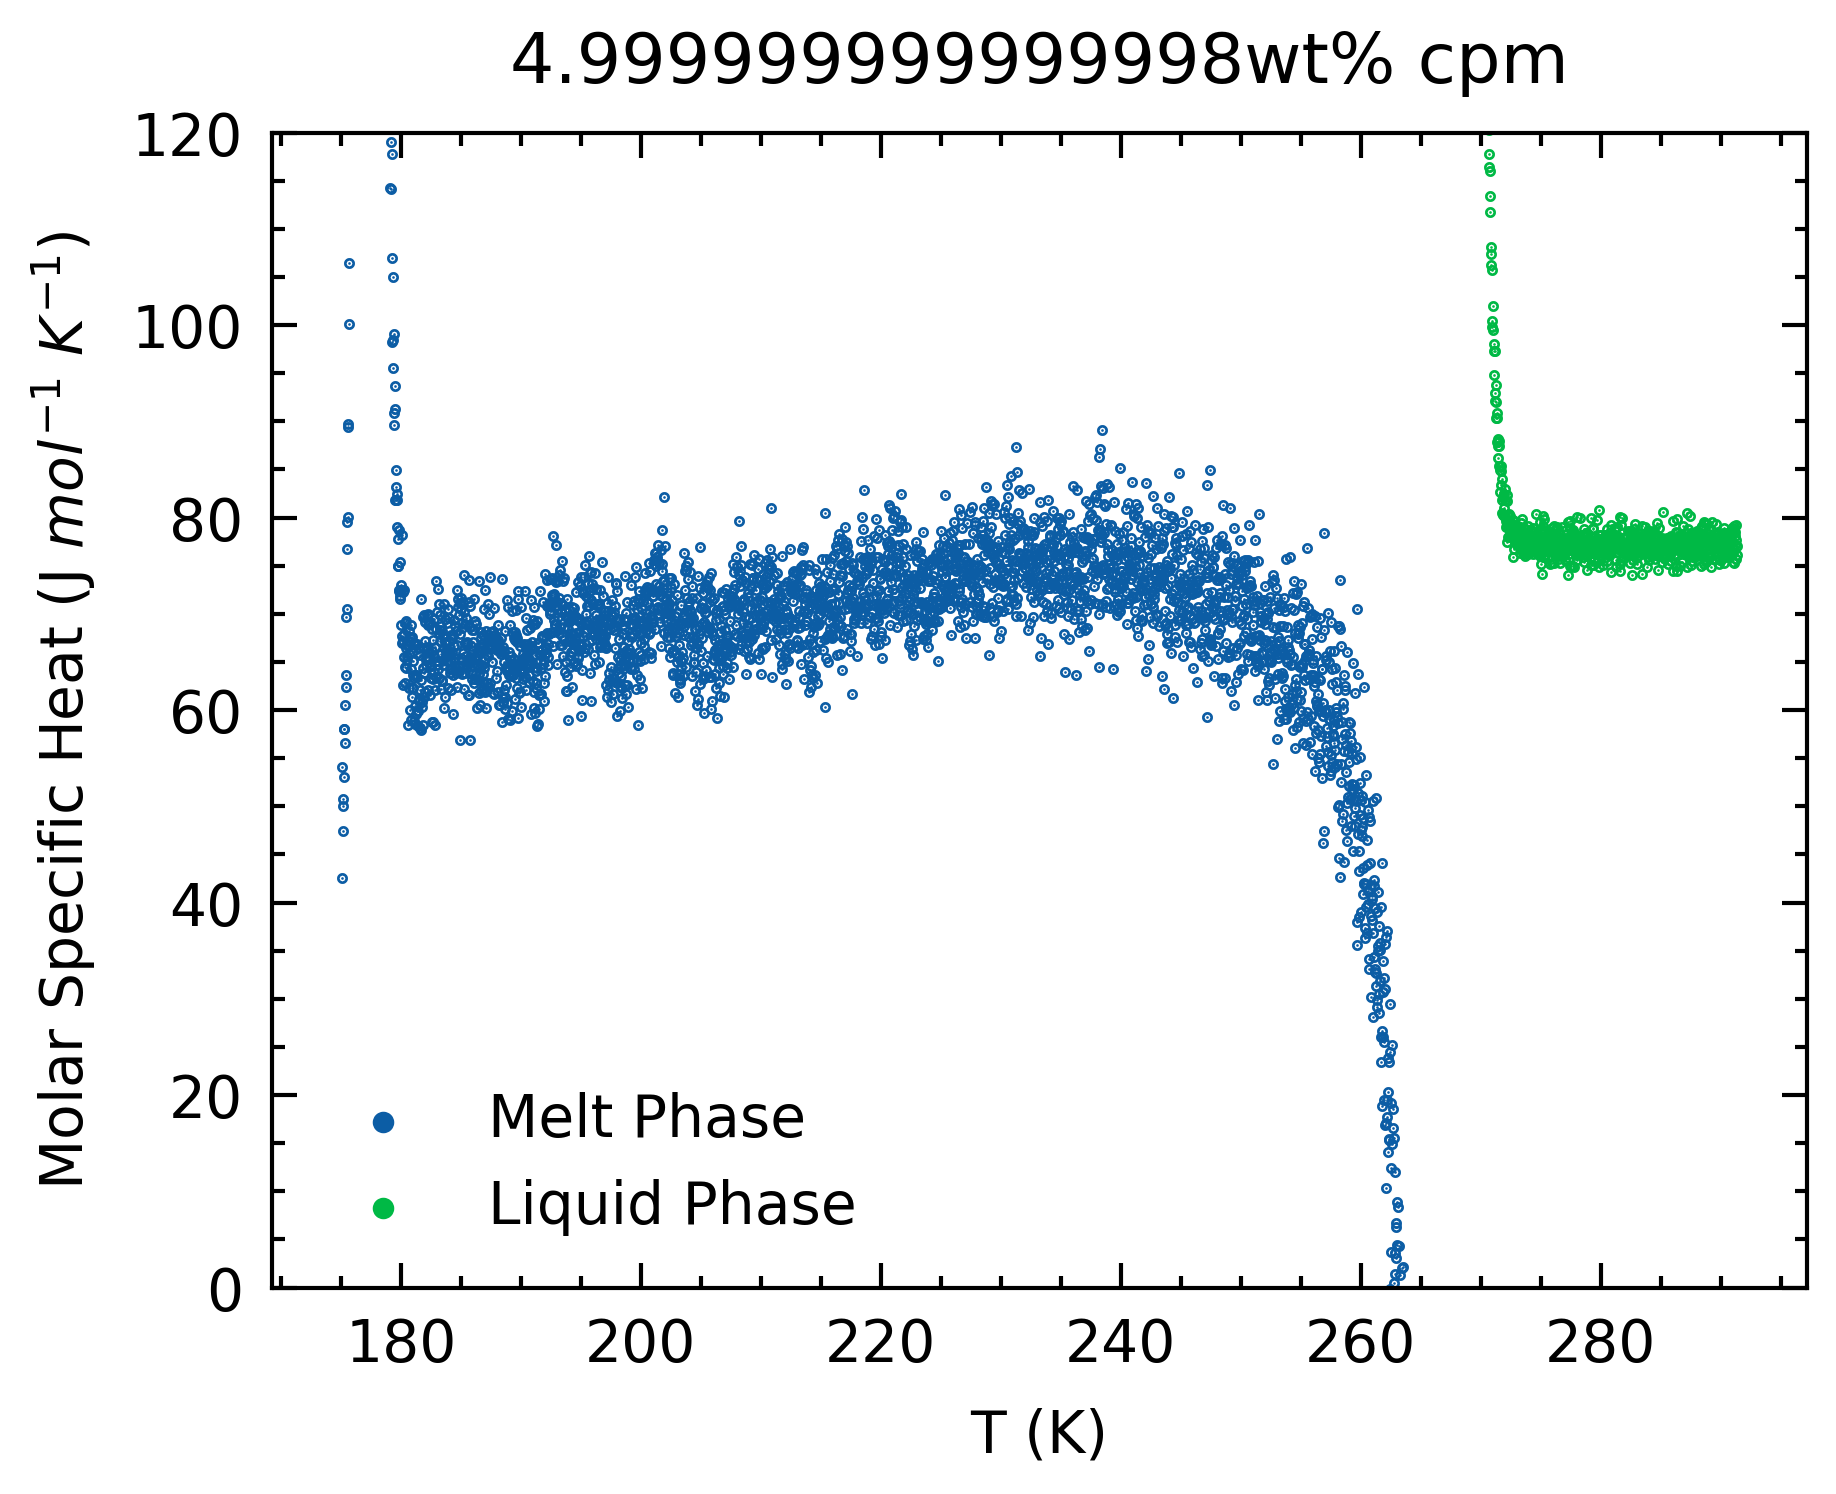 4.999999999999998wt% cpm
120
100
80
60
40
20
0
Molar Specific Heat (J mol⁻¹ K⁻¹)
Melt Phase
Liquid Phase
180 200 220 240 260 280
T (K)